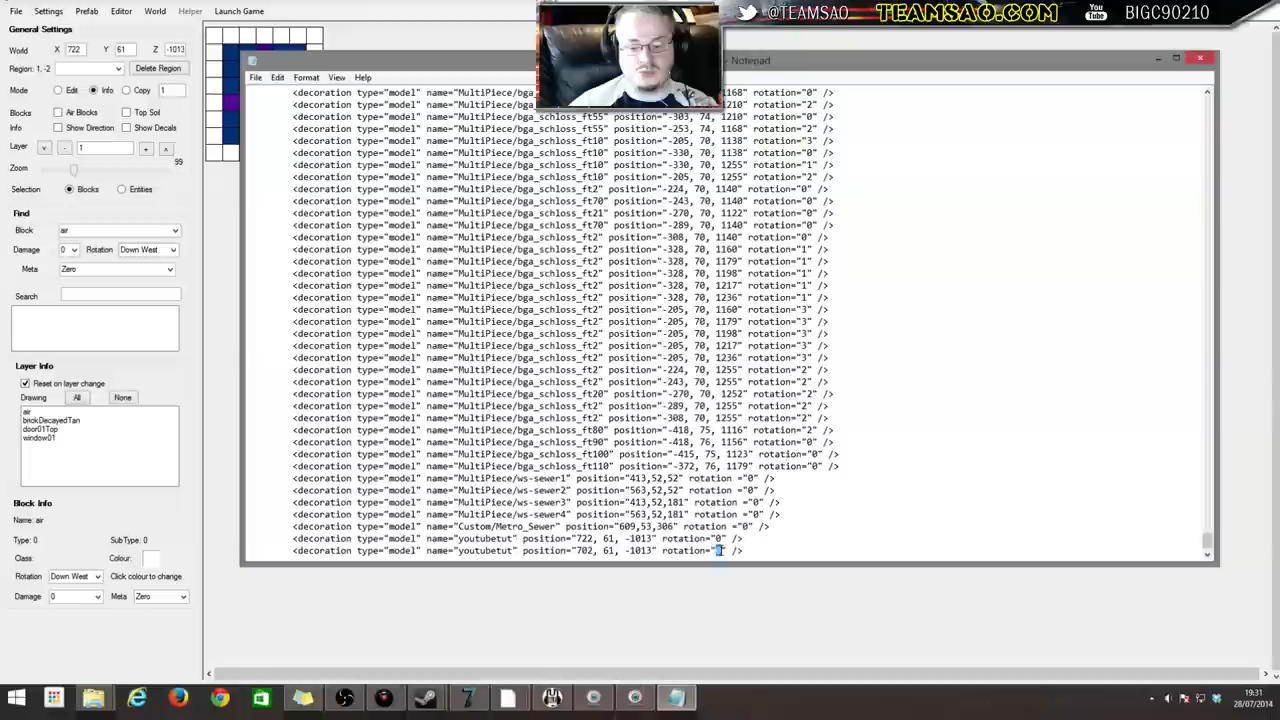 File Settings Prefab Editor World Helper Launch Game
@TEAMSAO TEAMSAO.COM You Tube BIGC90210
General Settings
World X 722 Y 61 Z -1013
Region: 1, -2 Delete Region
Mode Edit Info Copy 1
Blocks Air Blocks Top Soil
Info Show Direction Show Decals
Layer v - 1 + ^
99
Zoom
Selection Blocks Entities
Find
Block air
Damage 0 Rotation Down West
Meta Zero
Search
Layer Info
Reset on layer change
Drawing All None
air
brickDecayedTan
door01Top
window01
Block Info
Name: air
Type: 0 SubType: 0
Class: Colour:
Rotation Down West Click colour to change
Damage 0 Meta Zero
- Notepad
File Edit Format View Help
<decoration type="model" name="MultiPiece/bga 1168" rotation="0" />
<decoration type="model" name="MultiPiece/bga_ 1210" rotation="2" />
<decoration type="model" name="MultiPiece/bga_schloss_ft55" position="-303, 74, 1210" rotation="0" />
<decoration type="model" name="MultiPiece/bga_schloss_ft55" position="-253, 74, 1168" rotation="2" />
<decoration type="model" name="MultiPiece/bga_schloss_ft10" position="-205, 70, 1138" rotation="3" />
<decoration type="model" name="MultiPiece/bga_schloss_ft10" position="-330, 70, 1138" rotation="0" />
<decoration type="model" name="MultiPiece/bga_schloss_ft10" position="-330, 70, 1255" rotation="1" />
<decoration type="model" name="MultiPiece/bga_schloss_ft10" position="-205, 70, 1255" rotation="2" />
<decoration type="model" name="MultiPiece/bga_schloss_ft2" position="-224, 70, 1140" rotation="0" />
<decoration type="model" name="MultiPiece/bga_schloss_ft70" position="-243, 70, 1140" rotation="0" />
<decoration type="model" name="MultiPiece/bga_schloss_ft21" position="-270, 70, 1122" rotation="0" />
<decoration type="model" name="MultiPiece/bga_schloss_ft70" position="-289, 70, 1140" rotation="0" />
<decoration type="model" name="MultiPiece/bga_schloss_ft2" position="-308, 70, 1140" rotation="0" />
<decoration type="model" name="MultiPiece/bga_schloss_ft2" position="-328, 70, 1160" rotation="1" />
<decoration type="model" name="MultiPiece/bga_schloss_ft2" position="-328, 70, 1179" rotation="1" />
<decoration type="model" name="MultiPiece/bga_schloss_ft2" position="-328, 70, 1198" rotation="1" />
<decoration type="model" name="MultiPiece/bga_schloss_ft2" position="-328, 70, 1217" rotation="1" />
<decoration type="model" name="MultiPiece/bga_schloss_ft2" position="-328, 70, 1236" rotation="1" />
<decoration type="model" name="MultiPiece/bga_schloss_ft2" position="-205, 70, 1160" rotation="3" />
<decoration type="model" name="MultiPiece/bga_schloss_ft2" position="-205, 70, 1179" rotation="3" />
<decoration type="model" name="MultiPiece/bga_schloss_ft2" position="-205, 70, 1198" rotation="3" />
<decoration type="model" name="MultiPiece/bga_schloss_ft2" position="-205, 70, 1217" rotation="3" />
<decoration type="model" name="MultiPiece/bga_schloss_ft2" position="-205, 70, 1236" rotation="3" />
<decoration type="model" name="MultiPiece/bga_schloss_ft2" position="-224, 70, 1255" rotation="2" />
<decoration type="model" name="MultiPiece/bga_schloss_ft2" position="-243, 70, 1255" rotation="2" />
<decoration type="model" name="MultiPiece/bga_schloss_ft20" position="-270, 70, 1252" rotation="2" />
<decoration type="model" name="MultiPiece/bga_schloss_ft2" position="-289, 70, 1255" rotation="2" />
<decoration type="model" name="MultiPiece/bga_schloss_ft2" position="-308, 70, 1255" rotation="2" />
<decoration type="model" name="MultiPiece/bga_schloss_ft80" position="-418, 75, 1116" rotation="2" />
<decoration type="model" name="MultiPiece/bga_schloss_ft90" position="-418, 76, 1156" rotation="0" />
<decoration type="model" name="MultiPiece/bga_schloss_ft100" position="-415, 75, 1123" rotation="0" />
<decoration type="model" name="MultiPiece/bga_schloss_ft110" position="-372, 76, 1179" rotation="0" />
<decoration type="model" name="MultiPiece/ws-sewer1" position="413,52,52" rotation ="0" />
<decoration type="model" name="MultiPiece/ws-sewer2" position="563,52,52" rotation ="0" />
<decoration type="model" name="MultiPiece/ws-sewer3" position="413,52,181" rotation ="0" />
<decoration type="model" name="MultiPiece/ws-sewer4" position="563,52,181" rotation ="0" />
<decoration type="model" name="Custom/Metro_Sewer" position="609,53,306" rotation ="0" />
<decoration type="model" name="youtubetut" position="722, 61, -1013" rotation="0" />
<decoration type="model" name="youtubetut" position="702, 61, -1013" rotation=" " />
19:31
28/07/2014